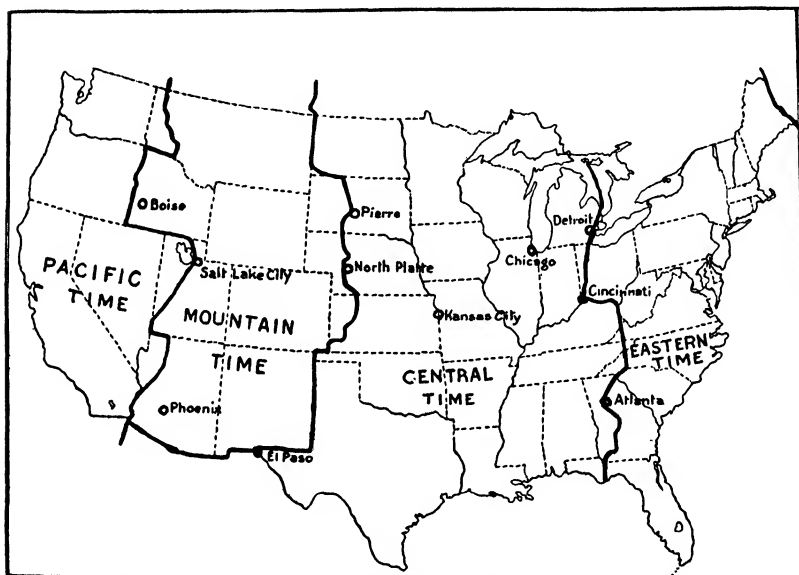 Boise
Pierre
Detroit
Chicago
PACIFIC
TIME
Salt Lake City
North Platte
Cincinnati
MOUNTAIN
TIME
Kansas City
EASTERN
TIME
CENTRAL
TIME
Phoenix
Atlanta
El Paso